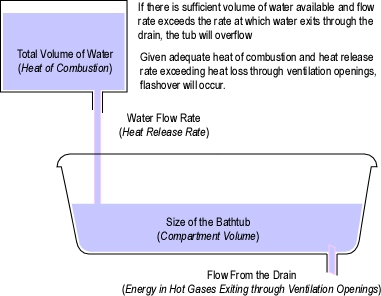 If there is sufficient volume of water available and flow
rate exceeds the rate at which water exits through the
drain, the tub will overflow
Given adequate heat of combustion and heat release
rate exceeding heat loss through ventilation openings,
flashover will occur.
Total Volume of Water
(Heat of Combustion)
Water Flow Rate
(Heat Release Rate)
Size of the Bathtub
(Compartment Volume)
Flow From the Drain
(Energy in Hot Gases Exiting through Ventilation Openings)